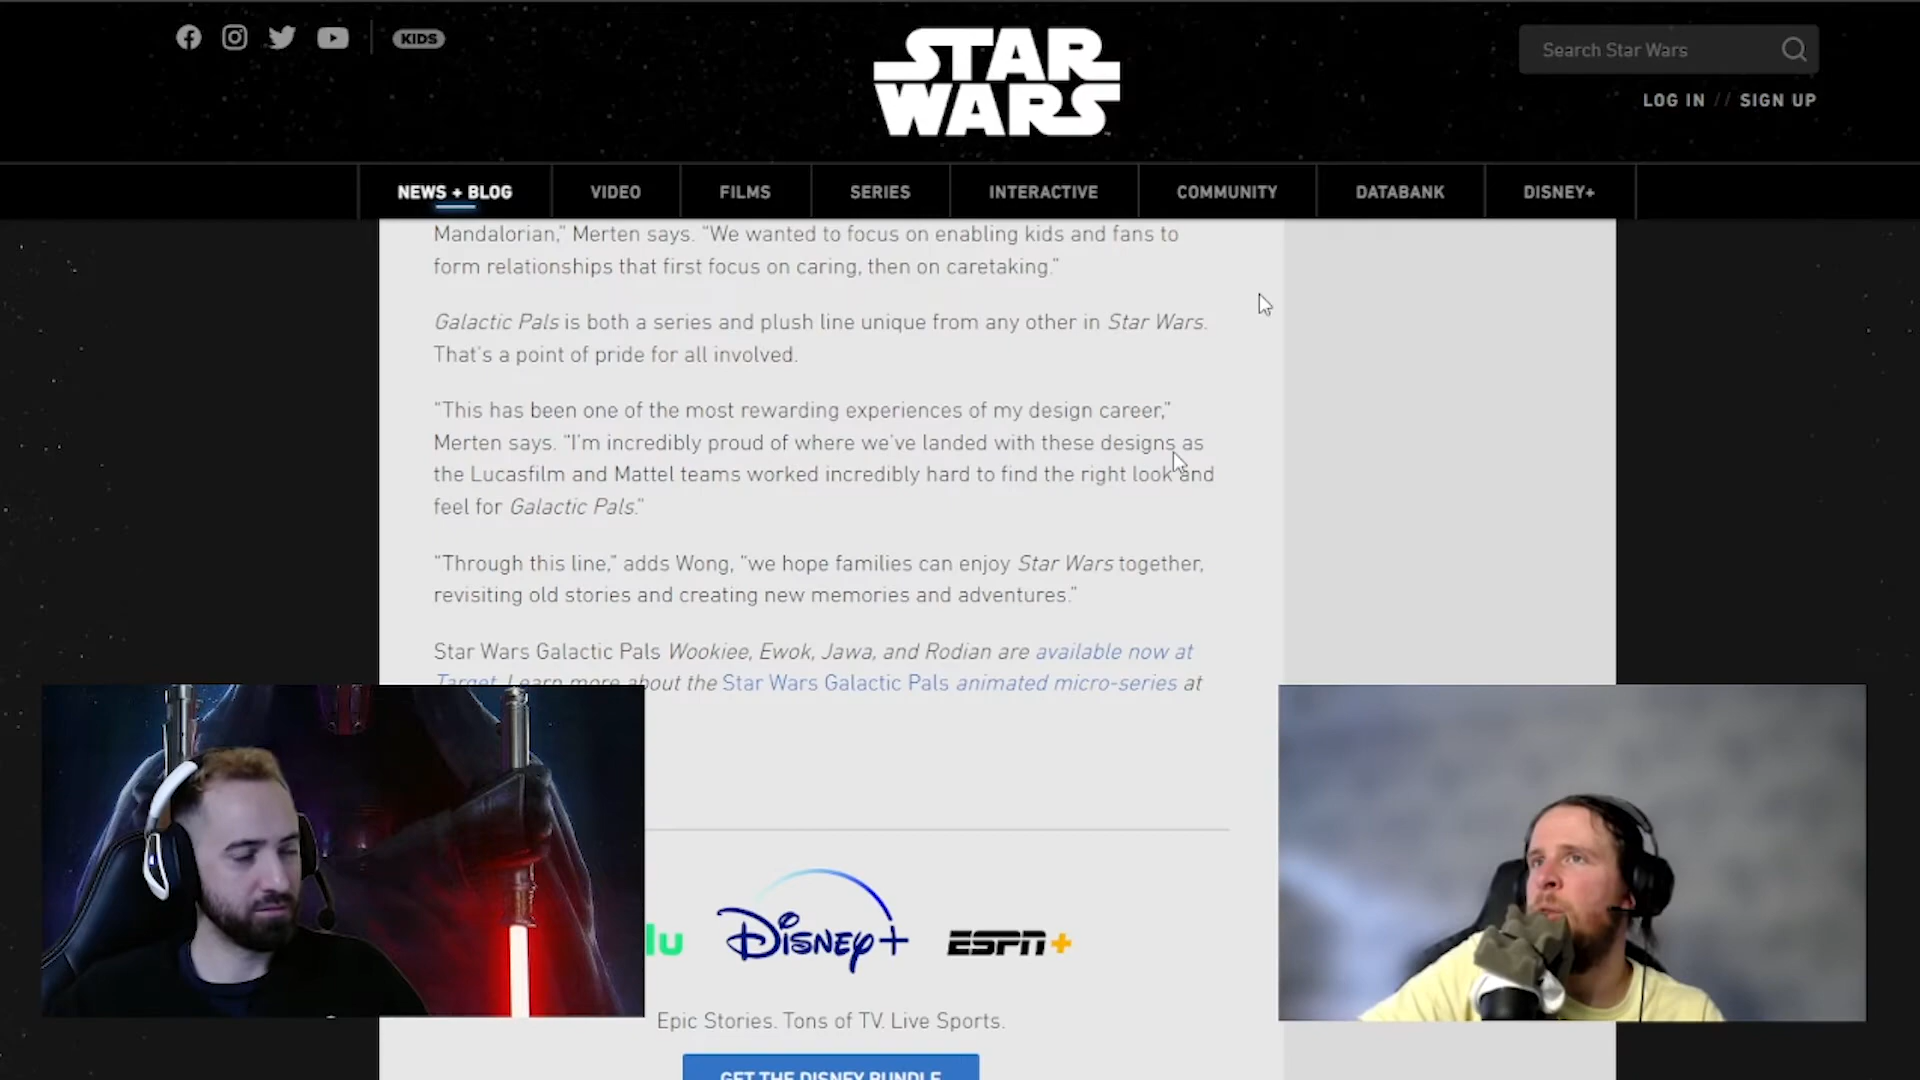 KIDS
STAR
WARS
Search Star Wars
LOG IN // SIGN UP
NEWS + BLOG
VIDEO
FILMS
SERIES
INTERACTIVE
COMMUNITY
DATABANK
DISNEY+
Mandalorian,” Merten says. “We wanted to focus on enabling kids and fans to
form relationships that first focus on caring, then on caretaking.”
Galactic Pals is both a series and plush line unique from any other in Star Wars.
That’s a point of pride for all involved.
“This has been one of the most rewarding experiences of my design career,”
Merten says. “I’m incredibly proud of where we’ve landed with these designs as
the Lucasfilm and Mattel teams worked incredibly hard to find the right look and
feel for Galactic Pals.”
“Through this line,” adds Wong, “we hope families can enjoy Star Wars together,
revisiting old stories and creating new memories and adventures.”
Star Wars Galactic Pals Wookiee, Ewok, Jawa, and Rodian are available now at
Target. Learn more about the Star Wars Galactic Pals animated micro-series at
lu
Disney+
ESPN+
Epic Stories. Tons of TV. Live Sports.
GET THE DISNEY BUNDLE